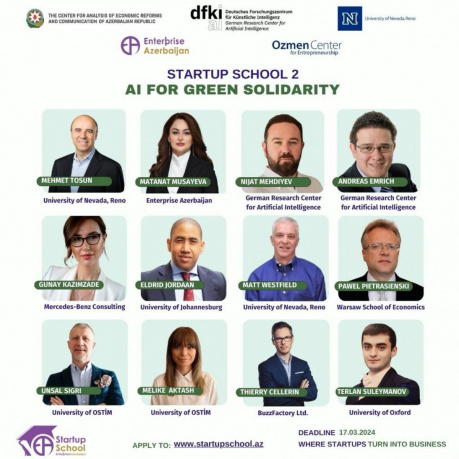 THE CENTER FOR ANALYSIS OF ECONOMIC REFORMS
AND COMMUNICATION OF AZERBAIJAN REPUBLIC
dfki
ai
Deutsches Forschungszentrum
für Künstliche Intelligenz
German Research Center for
Artificial Intelligence
N
University of Nevada, Reno
Enterprise
Azerbaijan
Ozmen Center
for Entrepreneurship
STARTUP SCHOOL 2
AI FOR GREEN SOLIDARITY
MEHMET TOSUN
University of Nevada, Reno
MATANAT MUSAYEVA
Enterprise Azerbaijan
NIJAT MEHDIYEV
German Research Center
for Artificial Intelligence
ANDREAS EMRICH
German Research Center
for Artificial Intelligence
GUNAY KAZIMZADE
Mercedes-Benz Consulting
ELDRID JORDAAN
University of Johannesburg
MATT WESTFIELD
University of Nevada, Reno
PAWEL PIETRASIENSKI
Warsaw School of Economics
UNSAL SIGRI
University of OSTİM
MELIKE AKTASH
University of OSTİM
THIERRY CELLERIN
BuzzFactory Ltd.
TERLAN SULEYMANOV
University of Oxford
Startup
School
APPLY TO: www.startupschool.az
DEADLINE 17.03.2024
WHERE STARTUPS TURN INTO BUSINESS